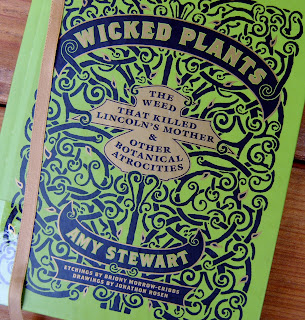 WICKED PLANTS
THE
WEED
THAT KILLED
LINCOLN'S MOTHER
&
OTHER
BOTANICAL
ATROCITIES
AMY STEWART
ETCHINGS BY BRIONY MORROW-CRIBBS
DRAWINGS BY JONATHON ROSEN